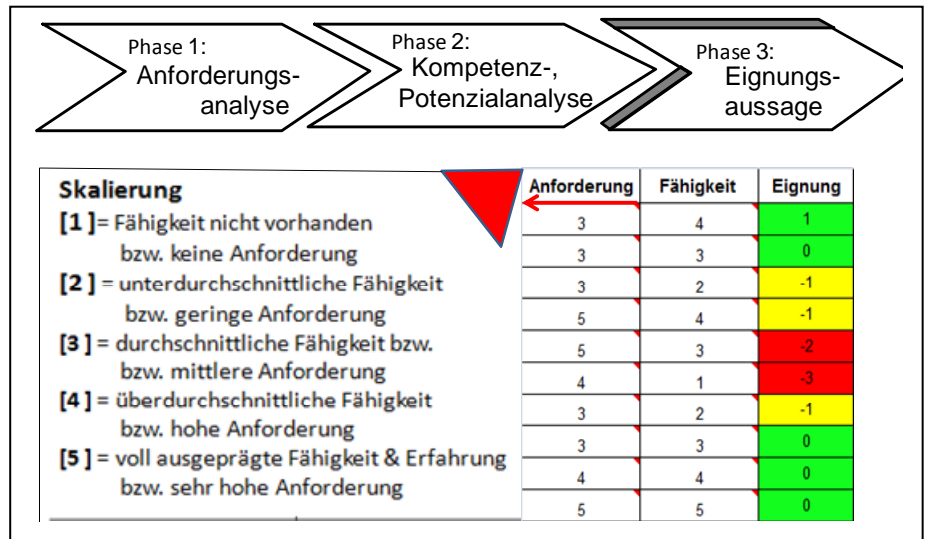 Phase 1:
Anforderungs-
analyse
Phase 2:
Kompetenz-,
Potenzialanalyse
Phase 3:
Eignungs-
aussage
Skalierung
[1 ]= Fähigkeit nicht vorhanden
bzw. keine Anforderung
[2 ] = unterdurchschnittliche Fähigkeit
bzw. geringe Anforderung
[3 ] = durchschnittliche Fähigkeit bzw.
bzw. mittlere Anforderung
[4 ] = überdurchschnittliche Fähigkeit
bzw. hohe Anforderung
[5 ] = voll ausgeprägte Fähigkeit & Erfahrung
bzw. sehr hohe Anforderung
Anforderung Fähigkeit Eignung
3 4 1
3 3 0
3 2 -1
5 4 -1
5 3 -2
4 1 -3
3 2 -1
3 3 0
4 4 0
5 5 0